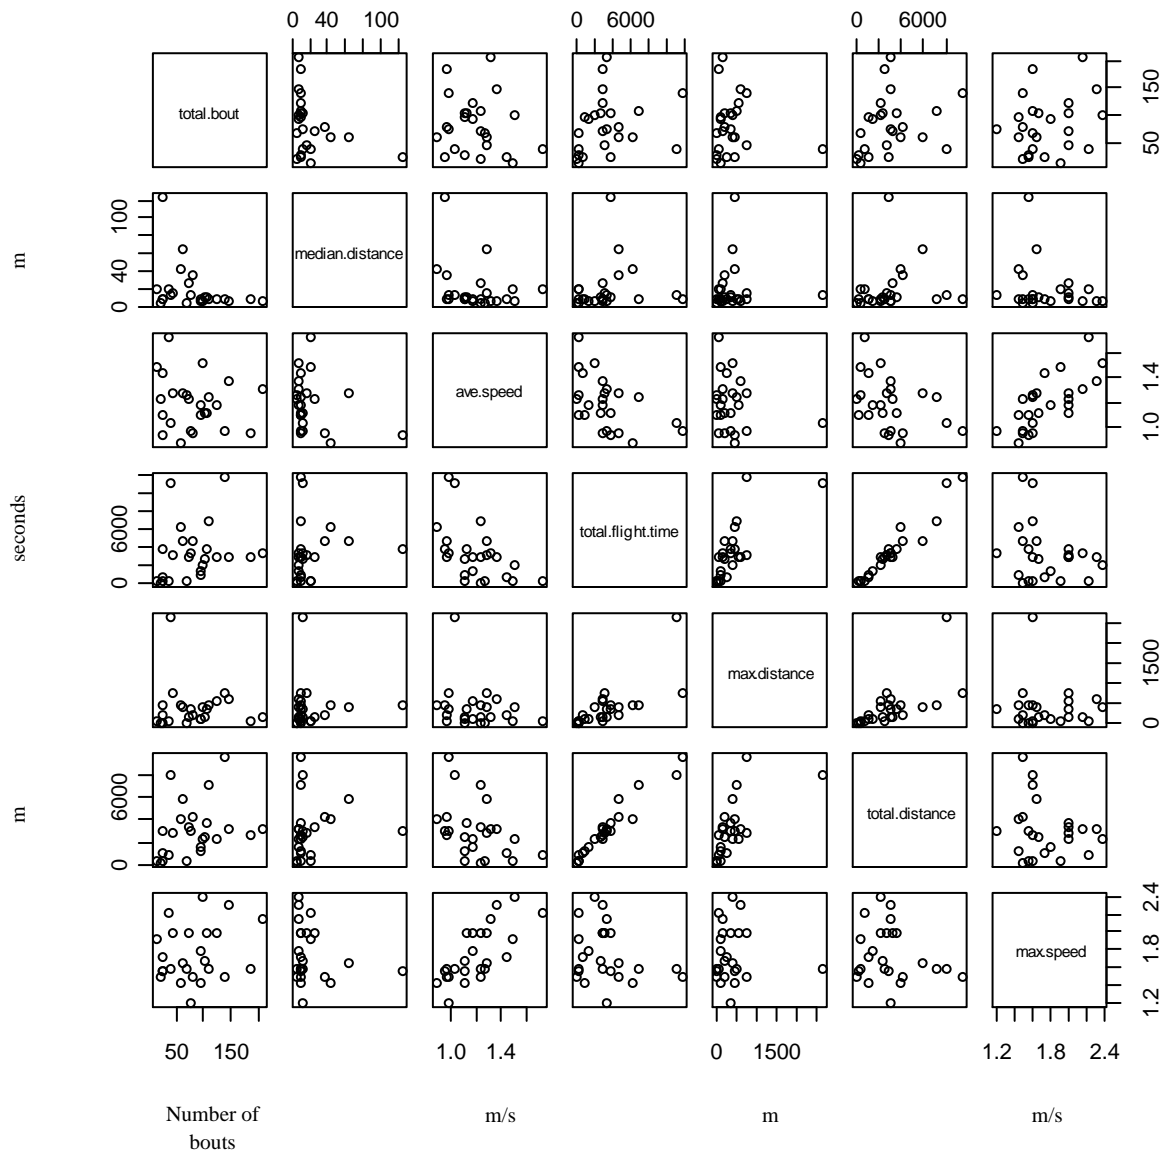 0 40 100
0 6000
0 6000
total.bout
50 150
m
0 40 100
median.distance
ave.speed
1.0 1.4
seconds
0 6000
total.flight.time
max.distance
0 1500
m
0 6000
total.distance
max.speed
1.2 1.8 2.4
50 150
1.0 1.4
0 1500
1.2 1.8 2.4
Number of
bouts
m/s
m
m/s